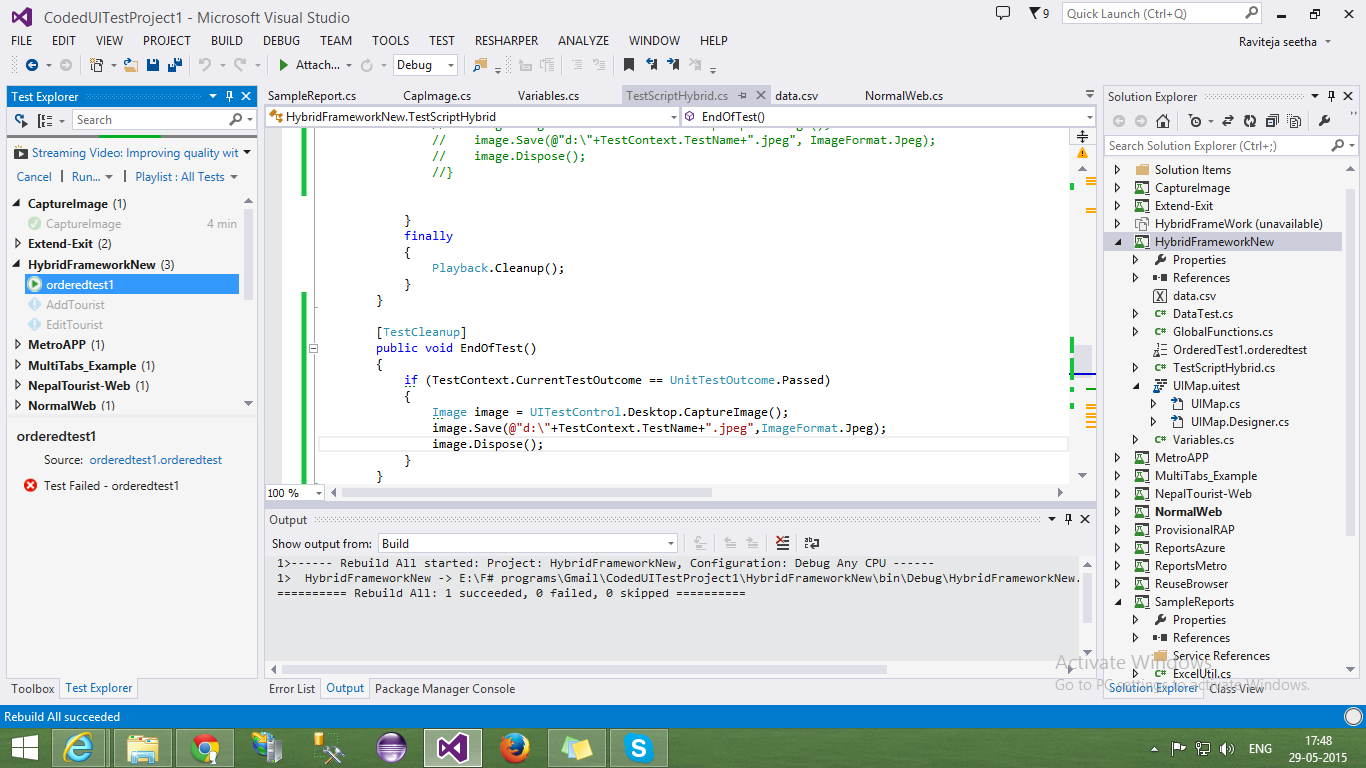 CodedUITestProject1 - Microsoft Visual Studio
9
Quick Launch (Ctrl+Q)
FILE EDIT VIEW PROJECT BUILD DEBUG TEAM TOOLS TEST RESHARPER ANALYZE WINDOW HELP
Raviteja seetha
Attach...
Debug
Test Explorer
Search
Streaming Video: Improving quality wit
Cancel | Run... | Playlist : All Tests
CaptureImage (1)
CaptureImage 4 min
Extend-Exit (2)
HybridFrameworkNew (3)
orderedtest1
AddTourist
EditTourist
MetroAPP (1)
MultiTabs_Example (1)
NepalTourist-Web (1)
NormalWeb (1)
orderedtest1
Source: orderedtest1.orderedtest
Test Failed - orderedtest1
Toolbox Test Explorer
SampleReport.cs CapImage.cs Variables.cs TestScriptHybrid.cs data.csv NormalWeb.cs
HybridFrameworkNew.TestScriptHybrid
EndOfTest()
// image.Save(@"d:\"+TestContext.TestName+".jpeg", ImageFormat.Jpeg);
// image.Dispose();
//}
}
finally
{
Playback.Cleanup();
}
}
[TestCleanup]
public void EndOfTest()
{
if (TestContext.CurrentTestOutcome == UnitTestOutcome.Passed)
{
Image image = UITestControl.Desktop.CaptureImage();
image.Save(@"d:\"+TestContext.TestName+".jpeg",ImageFormat.Jpeg);
image.Dispose();
}
}
100 %
Output
Show output from: Build
1>------ Rebuild All started: Project: HybridFrameworkNew, Configuration: Debug Any CPU ------
1> HybridFrameworkNew -> E:\F# programs\Gmail\CodedUITestProject1\HybridFrameworkNew\bin\Debug\HybridFrameworkNew.
========== Rebuild All: 1 succeeded, 0 failed, 0 skipped ==========
Error List Output Package Manager Console
Solution Explorer
Search Solution Explorer (Ctrl+;)
Solution Items
CaptureImage
Extend-Exit
HybridFrameWork (unavailable)
HybridFrameworkNew
Properties
References
data.csv
DataTest.cs
GlobalFunctions.cs
OrderedTest1.orderedtest
TestScriptHybrid.cs
UIMap.uitest
UIMap.cs
UIMap.Designer.cs
Variables.cs
MetroAPP
MultiTabs_Example
NepalTourist-Web
NormalWeb
ProvisionalRAP
ReportsAzure
ReportsMetro
ReuseBrowser
SampleReports
Properties
References
Service References
ExcelUtil.cs
Solution Explorer Class View
Activate Windows
Go to PC settings to activate Windows.
Rebuild All succeeded
ENG
17:48
29-05-2015